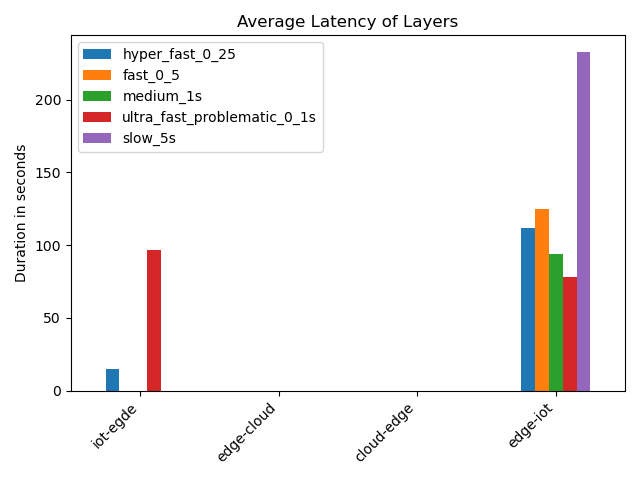 Average Latency of Layers
hyper_fast_0_25
fast_0_5
medium_1s
ultra_fast_problematic_0_1s
slow_5s
Duration in seconds
200
150
100
50
0
iot-egde
edge-cloud
cloud-edge
edge-iot